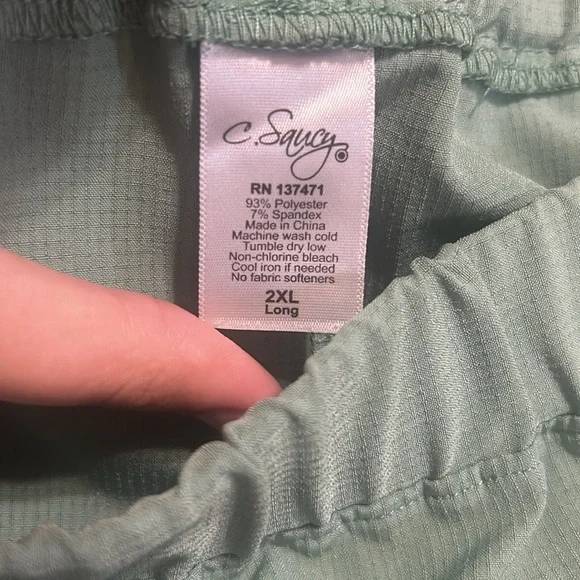 C. Saucy
RN 137471
93% Polyester
7% Spandex
Made in China
Machine wash cold
Tumble dry low
Non-chlorine bleach
Cool iron if needed
No fabric softeners
2XL
Long